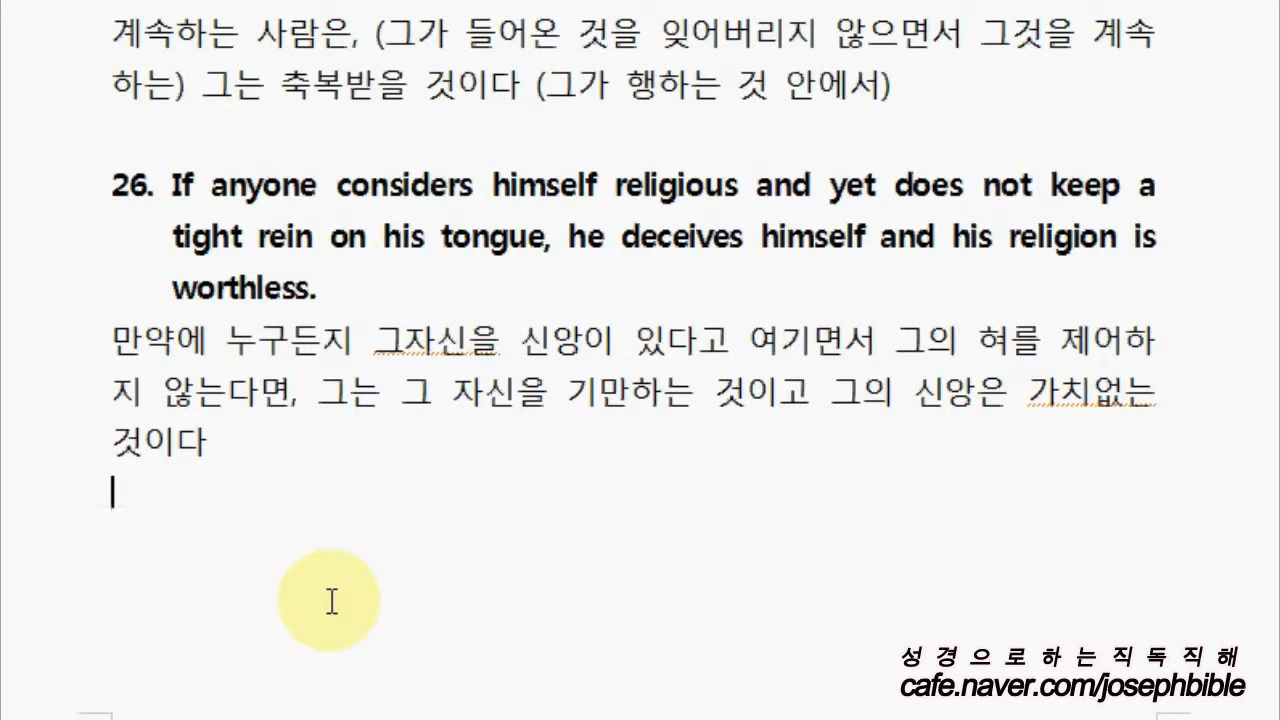 계속하는 사람은, (그가 들어온 것을 잊어버리지 않으면서 그것을 계속
하는) 그는 축복받을 것이다 (그가 행하는 것 안에서)
26. If anyone considers himself religious and yet does not keep a
tight rein on his tongue, he deceives himself and his religion is
worthless.
만약에 누구든지 그자신을 신앙이 있다고 여기면서 그의 혀를 제어하
지 않는다면, 그는 그 자신을 기만하는 것이고 그의 신앙은 가치없는
것이다
성경으로하는직독직해
cafe.naver.com/josephbible